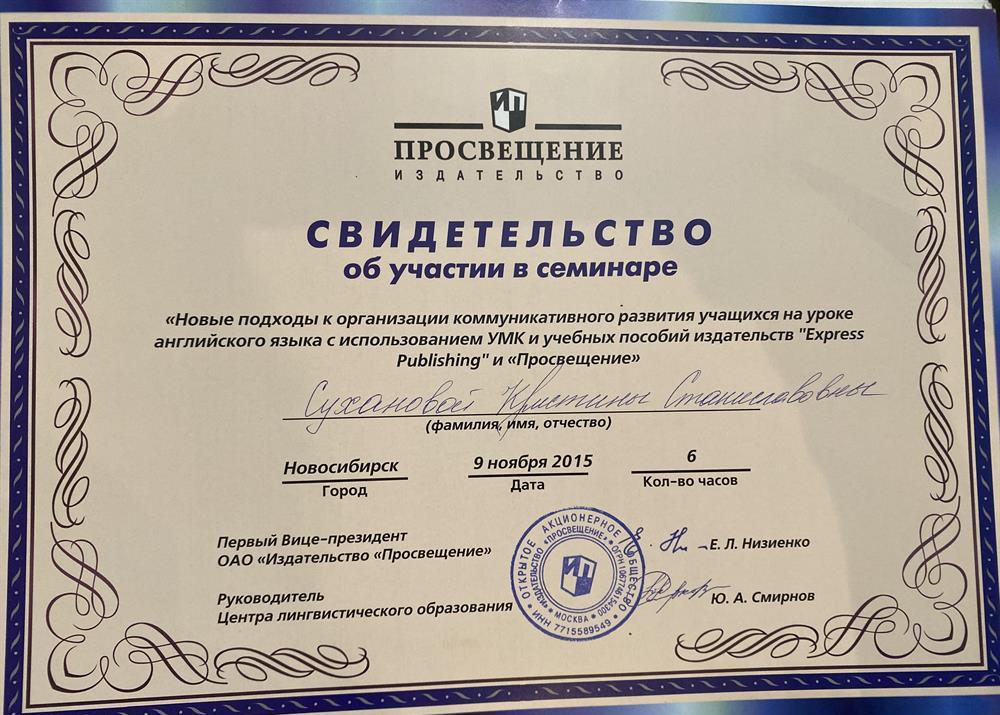 ИП
ПРОСВЕЩЕНИЕ
ИЗДАТЕЛЬСТВО
СВИДЕТЕЛЬСТВО
об участии в семинаре
«Новые подходы к организации коммуникативного развития учащихся на уроке
английского языка с использованием УМК и учебных пособий издательств "Express
Publishing" и «Просвещение»
Сухановой Кристины Станиславовны
(фамилия, имя, отчество)
Новосибирск 9 ноября 2015 6
Город Дата Кол-во часов
Первый Вице-президент
ОАО «Издательство «Просвещение» Е. Л. Низиенко
Руководитель
Центра лингвистического образования Ю. А. Смирнов
ОТКРЫТОЕ АКЦИОНЕРНОЕ ОБЩЕСТВО
«ИЗДАТЕЛЬСТВО «ПРОСВЕЩЕНИЕ»
МОСКВА
ИНН 7715589549
ИП